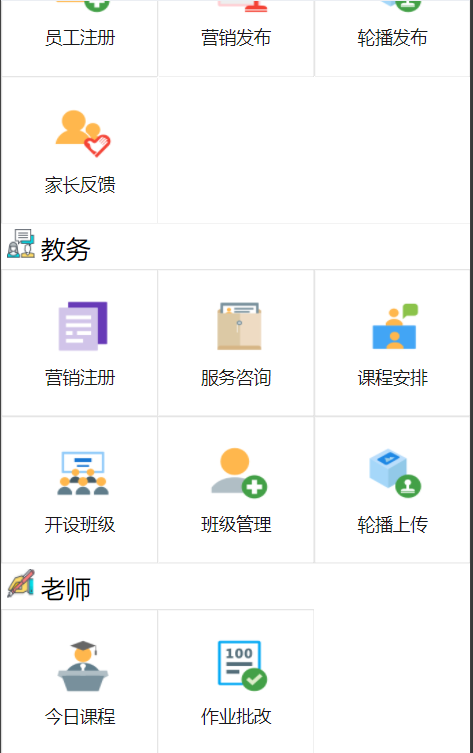 员工注册 营销发布 轮播发布
家长反馈
教务
营销注册 服务咨询 课程安排
开设班级 班级管理 轮播上传
老师
100
今日课程 作业批改